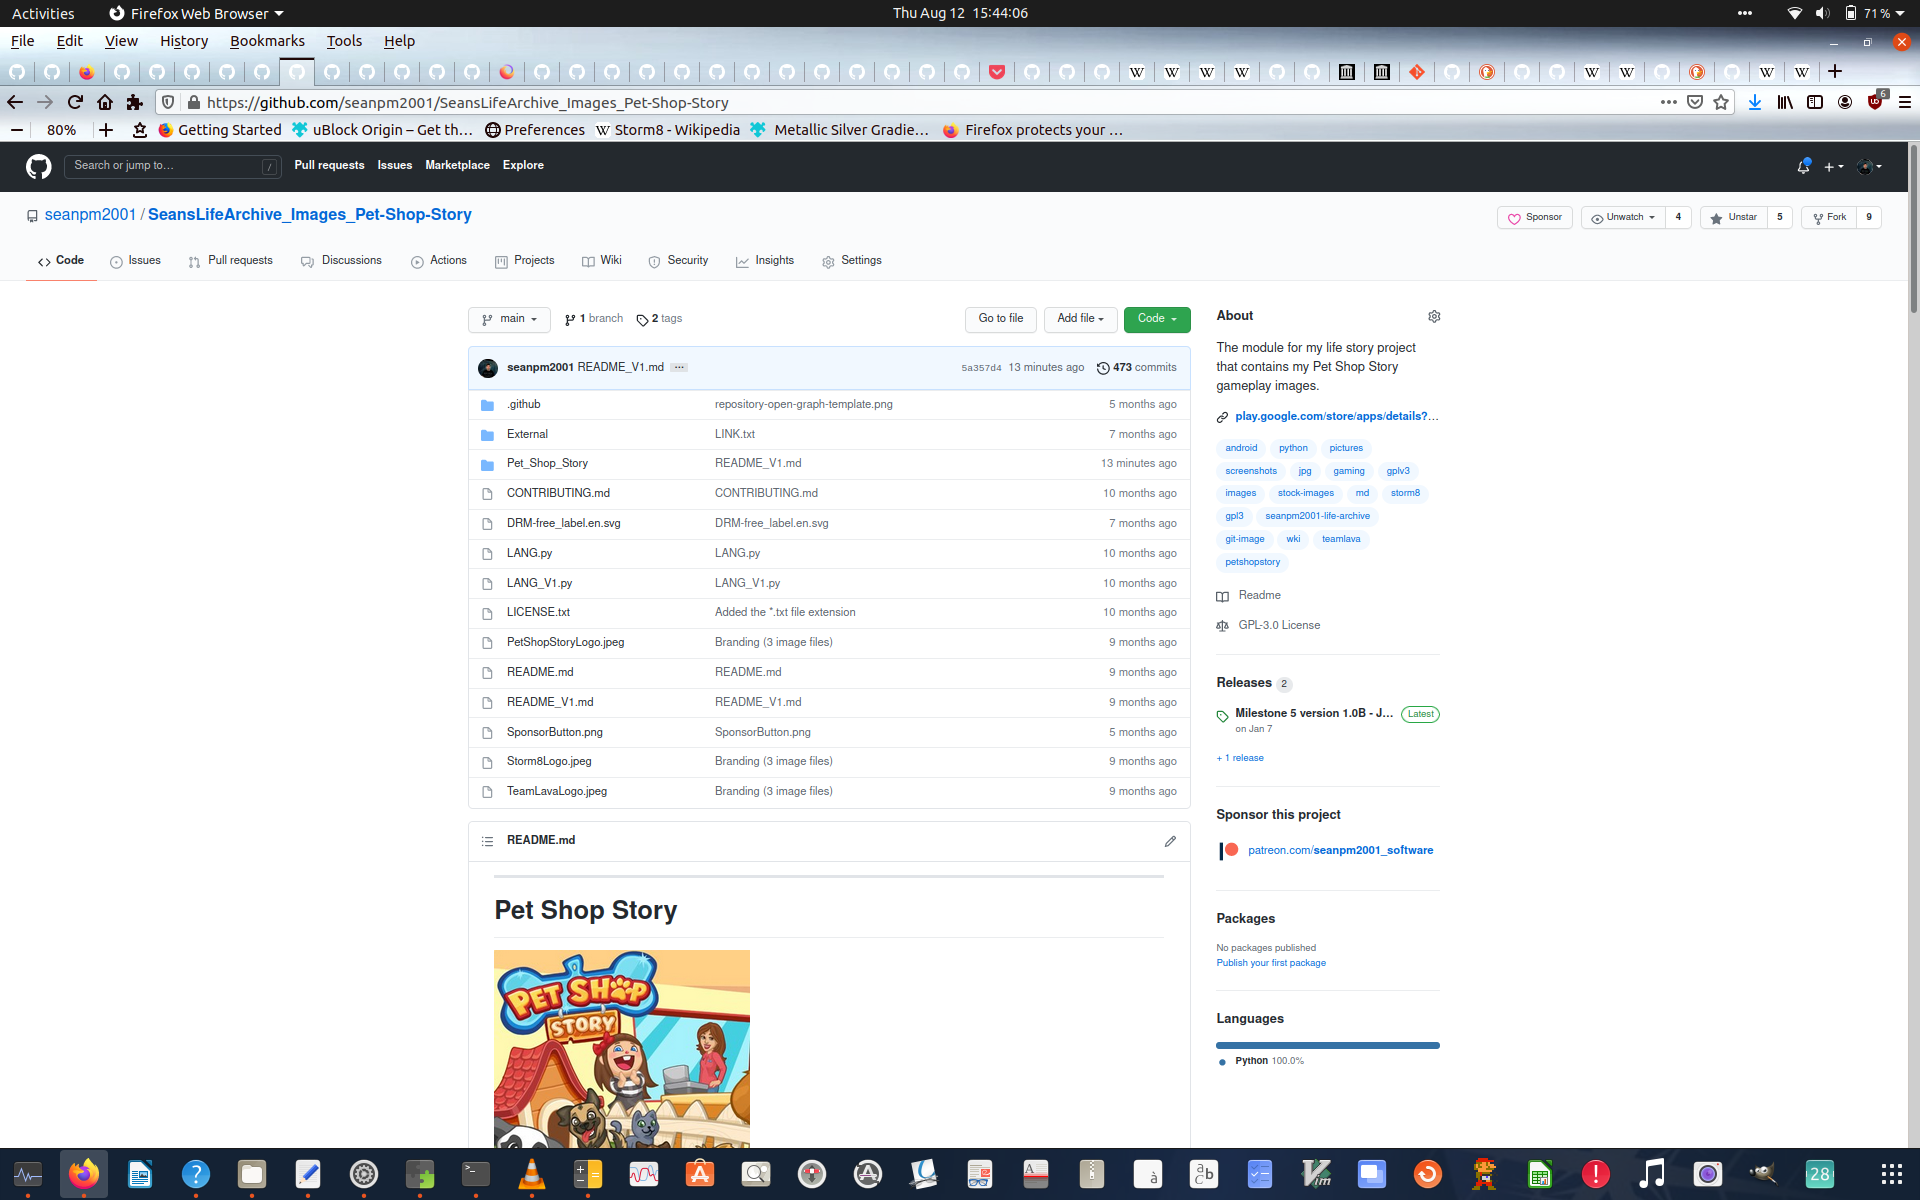 Activities Firefox Web Browser Thu Aug 12 15:44:06 71%
File Edit View History Bookmarks Tools Help
https://github.com/seanpm2001/SeansLifeArchive_Images_Pet-Shop-Story 6
80% Getting Started uBlock Origin – Get th… Preferences Storm8 - Wikipedia Metallic Silver Gradie… Firefox protects your …
Search or jump to… / Pull requests Issues Marketplace Explore
seanpm2001 / SeansLifeArchive_Images_Pet-Shop-Story Sponsor Unwatch 4 Unstar 5 Fork 9
Code Issues Pull requests Discussions Actions Projects Wiki Security Insights Settings
main 1 branch 2 tags Go to file Add file Code
seanpm2001 README_V1.md ... 5a357d4 13 minutes ago 473 commits
.github repository-open-graph-template.png 5 months ago
External LINK.txt 7 months ago
Pet_Shop_Story README_V1.md 13 minutes ago
CONTRIBUTING.md CONTRIBUTING.md 10 months ago
DRM-free_label.en.svg DRM-free_label.en.svg 7 months ago
LANG.py LANG.py 10 months ago
LANG_V1.py LANG_V1.py 10 months ago
LICENSE.txt Added the *.txt file extension 10 months ago
PetShopStoryLogo.jpeg Branding (3 image files) 9 months ago
README.md README.md 9 months ago
README_V1.md README_V1.md 9 months ago
SponsorButton.png SponsorButton.png 5 months ago
Storm8Logo.jpeg Branding (3 image files) 9 months ago
TeamLavaLogo.jpeg Branding (3 image files) 9 months ago
README.md
Pet Shop Story
PET SHOP
STORY
About
The module for my life story project
that contains my Pet Shop Story
gameplay images.
play.google.com/store/apps/details?…
android python pictures
screenshots jpg gaming gplv3
images stock-images md storm8
gpl3 seanpm2001-life-archive
git-image wki teamlava
petshopstory
Readme
GPL-3.0 License
Releases 2
Milestone 5 version 1.0B - J… Latest
on Jan 7
+ 1 release
Sponsor this project
patreon.com/seanpm2001_software
Packages
No packages published
Publish your first package
Languages
Python 100.0%
28